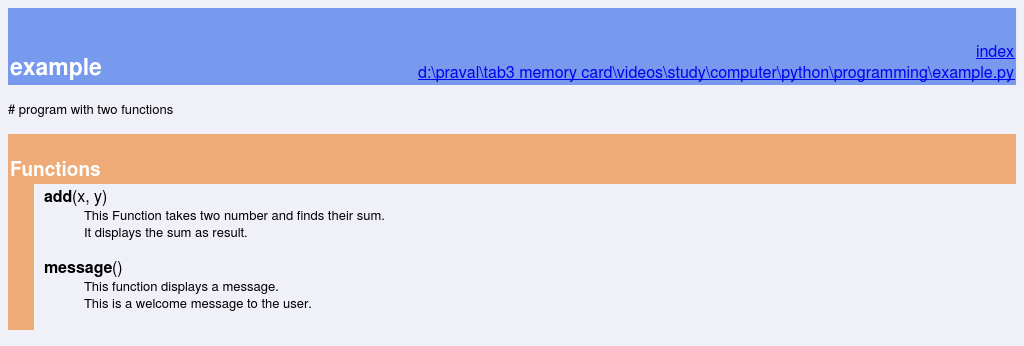 index
example
d:\praval\tab3 memory card\videos\study\computer\python\programming\example.py
# program with two functions
Functions
add(x, y)
This Function takes two number and finds their sum.
It displays the sum as result.
message()
This function displays a message.
This is a welcome message to the user.